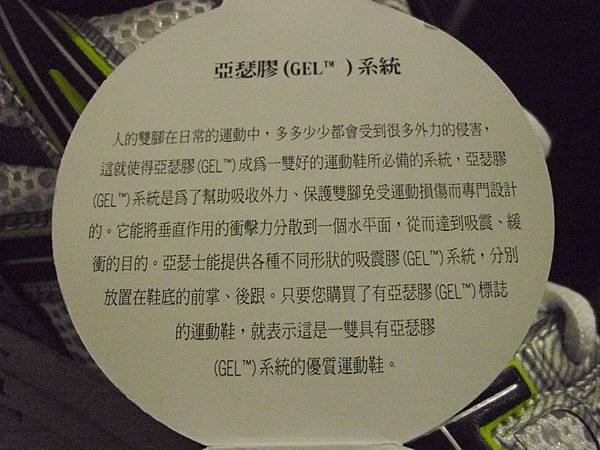 亞瑟膠(GEL™ )系統
人的雙腳在日常的運動中，多多少少都會受到很多外力的侵害，
這就使得亞瑟膠(GEL™)成爲一雙好的運動鞋所必備的系統，亞瑟膠
(GEL™)系統是爲了幫助吸收外力、保護雙腳免受運動損傷而專門設計
的。它能將垂直作用的衝擊力分散到一個水平面，從而達到吸震、緩
衝的目的。亞瑟士能提供各種不同形狀的吸震膠(GEL™)系統，分別
放置在鞋底的前掌、後跟。只要您購買了有亞瑟膠(GEL™)標誌
的運動鞋，就表示這是一雙具有亞瑟膠
(GEL™)系統的優質運動鞋。